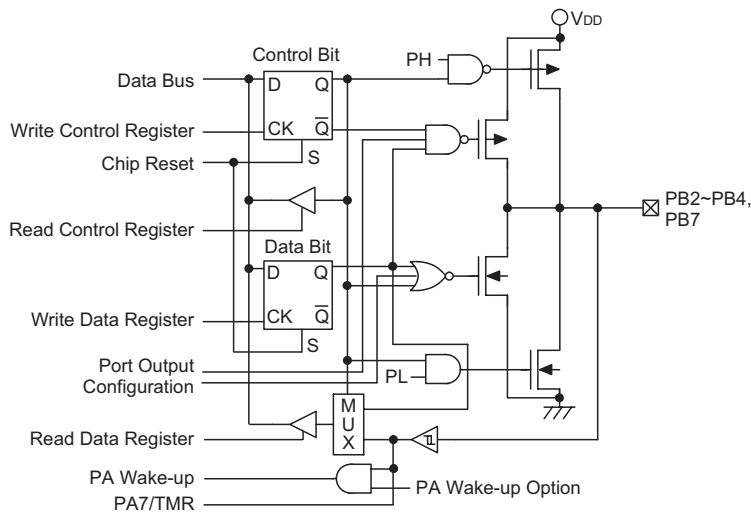 VDD
Control Bit
PH
Data Bus
D Q
Write Control Register
CK Q
Chip Reset
S
PB2~PB4,
PB7
Read Control Register
Data Bit
D Q
Write Data Register
CK Q
S
Port Output
Configuration
PL
M
U
X
Read Data Register
PA Wake-up
PA Wake-up Option
PA7/TMR